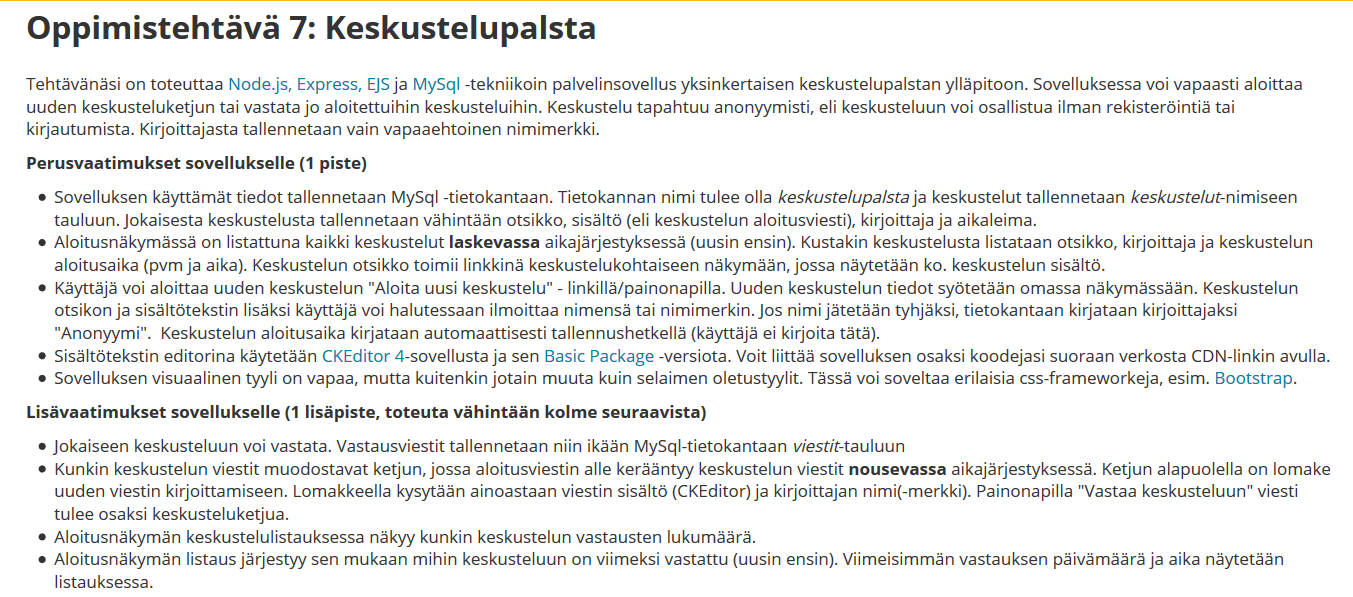 Oppimistehtävä 7: Keskustelupalsta
Tehtävänäsi on toteuttaa Node.js, Express, EJS ja MySql -tekniikoin palvelinsovellus yksinkertaisen keskustelupalstan ylläpitoon. Sovelluksessa voi vapaasti aloittaa
uuden keskusteluketjun tai vastata jo aloitettuihin keskusteluihin. Keskustelu tapahtuu anonyymisti, eli keskusteluun voi osallistua ilman rekisteröintiä tai
kirjautumista. Kirjoittajasta tallennetaan vain vapaaehtoinen nimimerkki.
Perusvaatimukset sovellukselle (1 piste)
● Sovelluksen käyttämät tiedot tallennetaan MySql -tietokantaan. Tietokannan nimi tulee olla keskustelupalsta ja keskustelut tallennetaan keskustelut-nimiseen
tauluun. Jokaisesta keskustelusta tallennetaan vähintään otsikko, sisältö (eli keskustelun aloitusviesti), kirjoittaja ja aikaleima.
● Aloitusnäkymässä on listattuna kaikki keskustelut laskevassa aikajärjestyksessä (uusin ensin). Kustakin keskustelusta listataan otsikko, kirjoittaja ja keskustelun
aloitusaika (pvm ja aika). Keskustelun otsikko toimii linkkinä keskustelukohtaiseen näkymään, jossa näytetään ko. keskustelun sisältö.
● Käyttäjä voi aloittaa uuden keskustelun "Aloita uusi keskustelu" - linkillä/painonapilla. Uuden keskustelun tiedot syötetään omassa näkymässään. Keskustelun
otsikon ja sisältötekstin lisäksi käyttäjä voi halutessaan ilmoittaa nimensä tai nimimerkin. Jos nimi jätetään tyhjäksi, tietokantaan kirjataan kirjoittajaksi
"Anonyymi". Keskustelun aloitusaika kirjataan automaattisesti tallennushetkellä (käyttäjä ei kirjoita tätä).
● Sisältötekstin editorina käytetään CKEditor 4-sovellusta ja sen Basic Package -versiota. Voit liittää sovelluksen osaksi koodejasi suoraan verkosta CDN-linkin avulla.
● Sovelluksen visuaalinen tyyli on vapaa, mutta kuitenkin jotain muuta kuin selaimen oletustyylit. Tässä voi soveltaa erilaisia css-frameworkeja, esim. Bootstrap.
Lisävaatimukset sovellukselle (1 lisäpiste, toteuta vähintään kolme seuraavista)
● Jokaiseen keskusteluun voi vastata. Vastausviestit tallennetaan niin ikään MySql-tietokantaan viestit-tauluun
● Kunkin keskustelun viestit muodostavat ketjun, jossa aloitusviestin alle kerääntyy keskustelun viestit nousevassa aikajärjestyksessä. Ketjun alapuolella on lomake
uuden viestin kirjoittamiseen. Lomakkeella kysytään ainoastaan viestin sisältö (CKEditor) ja kirjoittajan nimi(-merkki). Painonapilla "Vastaa keskusteluun" viesti
tulee osaksi keskusteluketjua.
● Aloitusnäkymän keskustelulistauksessa näkyy kunkin keskustelun vastausten lukumäärä.
● Aloitusnäkymän listaus järjestyy sen mukaan mihin keskusteluun on viimeksi vastattu (uusin ensin). Viimeisimmän vastauksen päivämäärä ja aika näytetään
listauksessa.